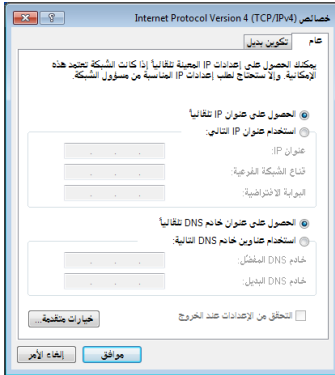 خصائص Internet Protocol Version 4 (TCP/IPv4)
عام
تكوين بديل
يمكنك الحصول على إعدادات IP المعينة تلقائياً إذا كانت الشبكة تعتمد هذه
الإمكانية. وإلا ستحتاج لطلب إعدادات IP المناسبة من مسؤول الشبكة.
الحصول على عنوان IP تلقائياً
استخدام عنوان IP التالي:
عنوان IP:
قناع الشبكة الفرعية:
البوابة الافتراضية:
الحصول على عنوان خادم DNS تلقائياً
استخدام عناوين خادم DNS التالية:
خادم DNS المفضّل:
خادم DNS البديل:
التحقق من الإعدادات عند الخروج
خيارات متقدمة...
موافق
إلغاء الأمر